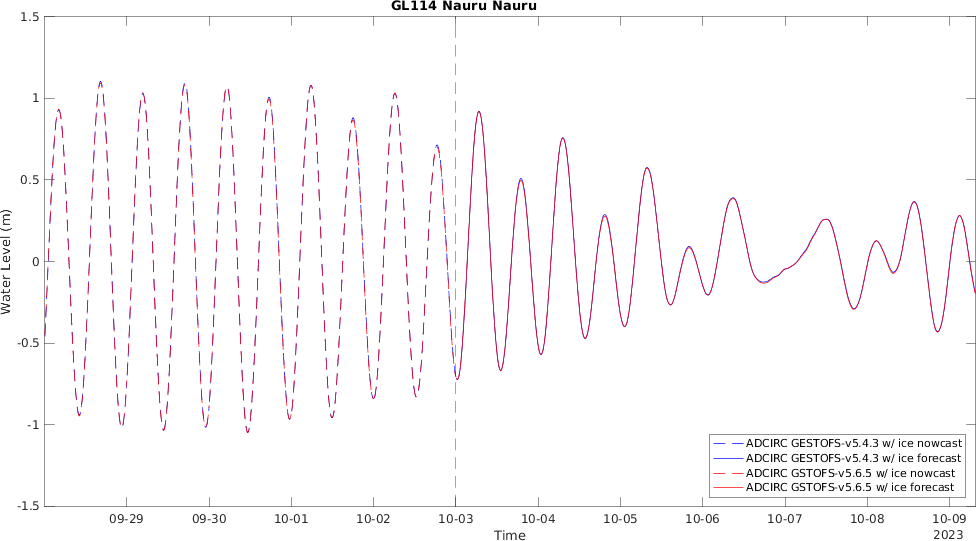 GL114 Nauru Nauru
1.5
1
0.5
0
-0.5
-1
-1.5
Water Level (m)
ADCIRC GESTOFS-v5.4.3 w/ ice nowcast
ADCIRC GESTOFS-v5.4.3 w/ ice forecast
ADCIRC GSTOFS-v5.6.5 w/ ice nowcast
ADCIRC GSTOFS-v5.6.5 w/ ice forecast
09-29 09-30 10-01 10-02 10-03 10-04 10-05 10-06 10-07 10-08 10-09
Time
2023